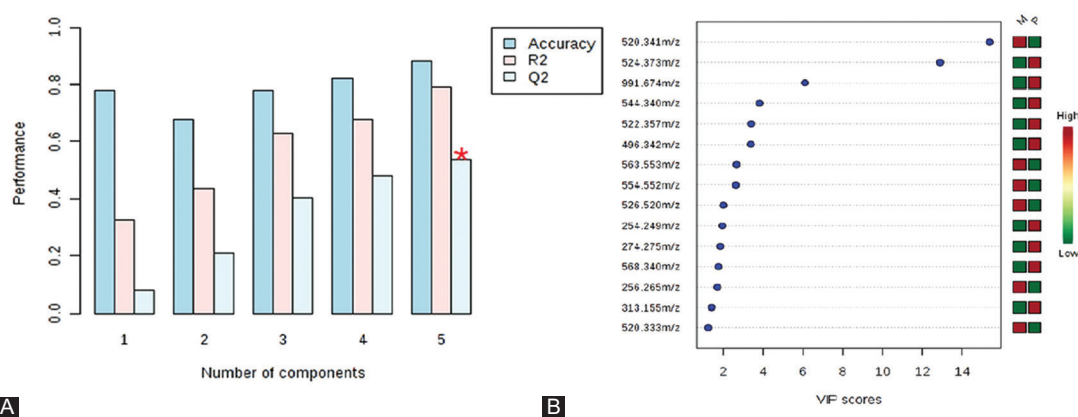 1.0
0.8
0.6
0.4
0.2
0.0
Performance
1 2 3 4 5
Number of components
Accuracy
R2
Q2
*
A
M P
520.341m/z
524.373m/z
991.674m/z
544.340m/z
522.357m/z
496.342m/z
563.553m/z
554.552m/z
526.520m/z
254.249m/z
274.275m/z
568.340m/z
256.265m/z
313.155m/z
520.333m/z
2 4 6 8 10 12 14
VIP scores
High
Low
B